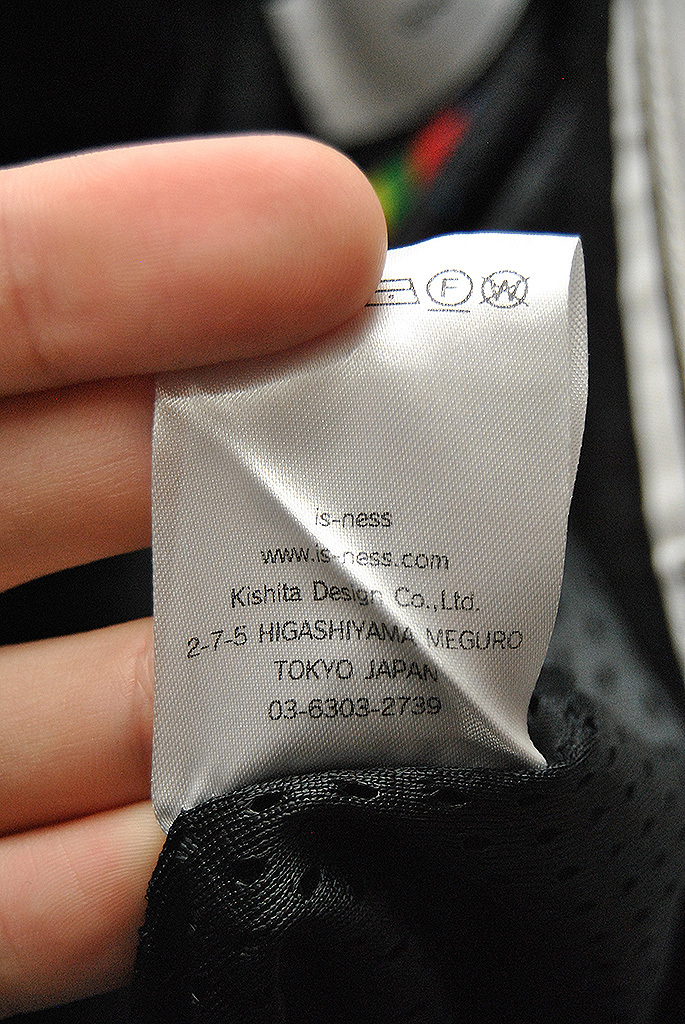 F W
is-ness
www.is-ness.com
Kishita Design Co.,Ltd.
2-7-5 HIGASHIYAMA MEGURO
TOKYO JAPAN
03-6303-2739